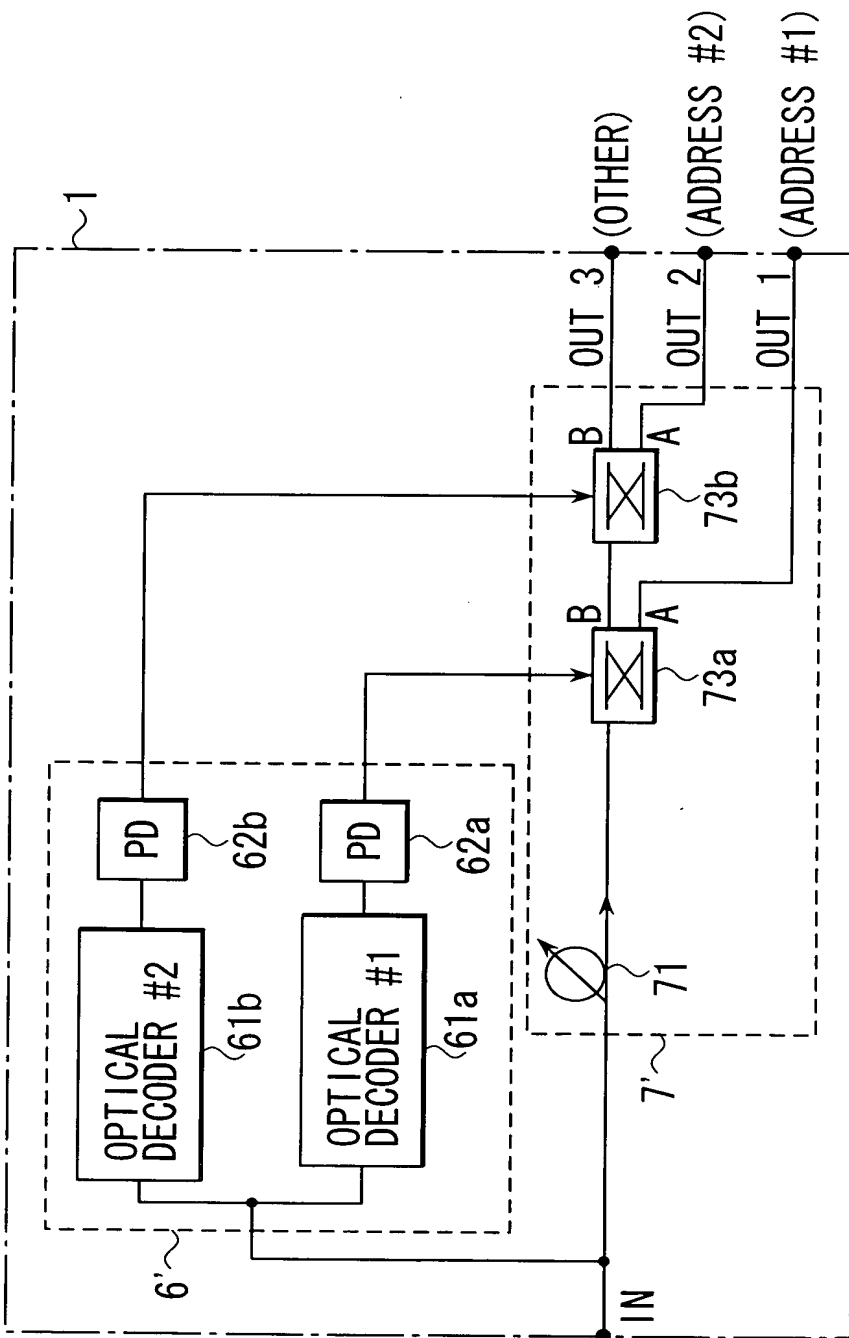 1
OPTICAL
DECODER #2
61b
PD
62b
OPTICAL
DECODER #1
61a
PD
62a
6'
IN
71
7'
B
A
73a
B
A
73b
OUT 3
(OTHER)
OUT 2
(ADDRESS #2)
OUT 1
(ADDRESS #1)